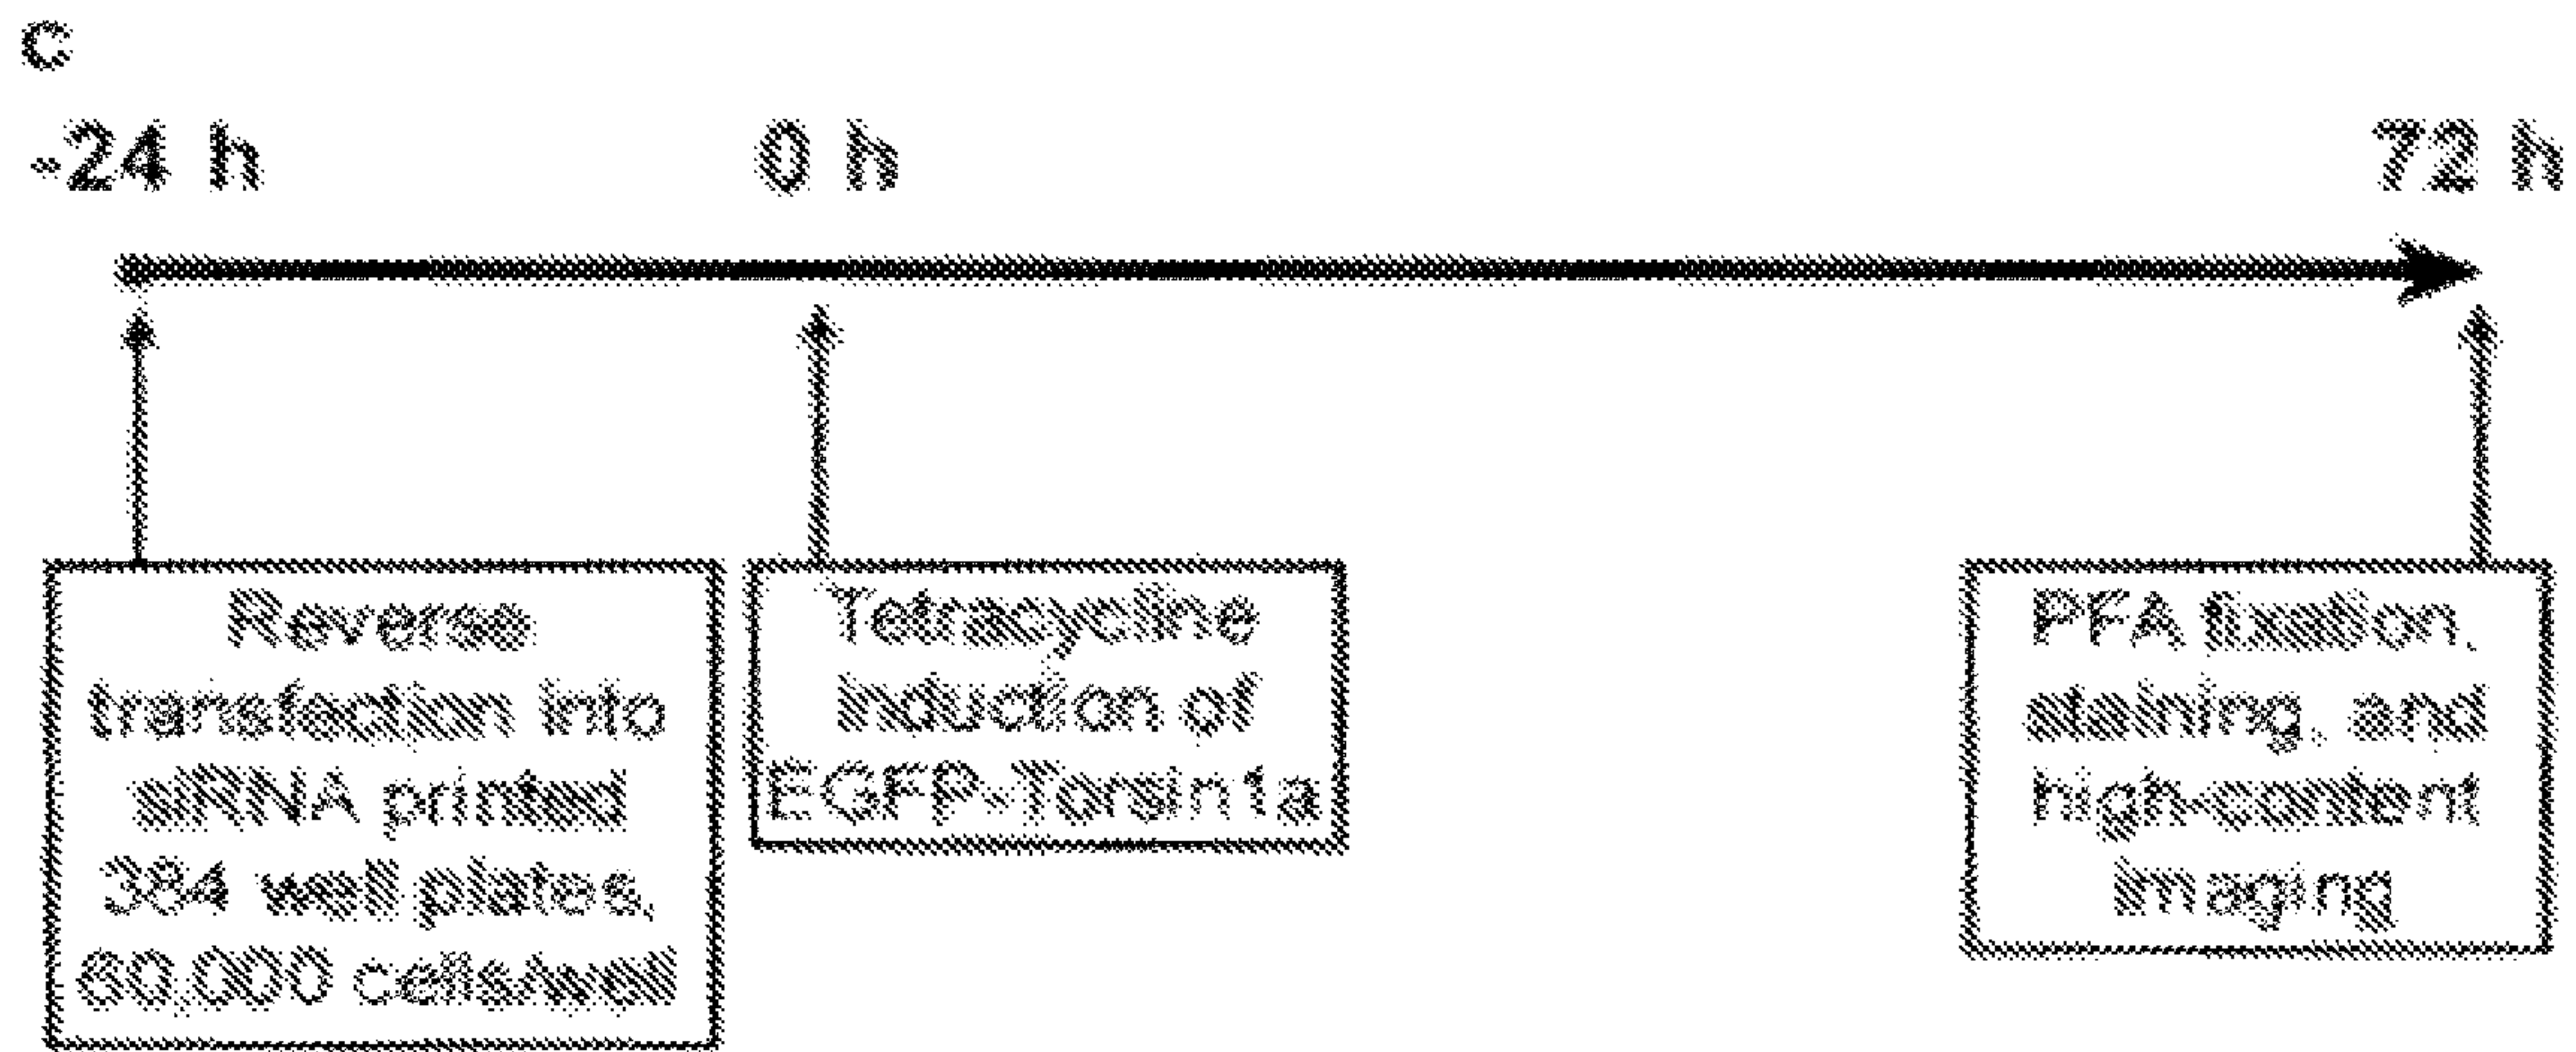 c
-24 h 0 h 72 h
Reverse
transfection into
siRNA printed
384 well plates,
60,000 cells/well
Tetracycline
induction of
EGFP-Torsin1a
PFA fixation,
staining, and
high-content
imaging